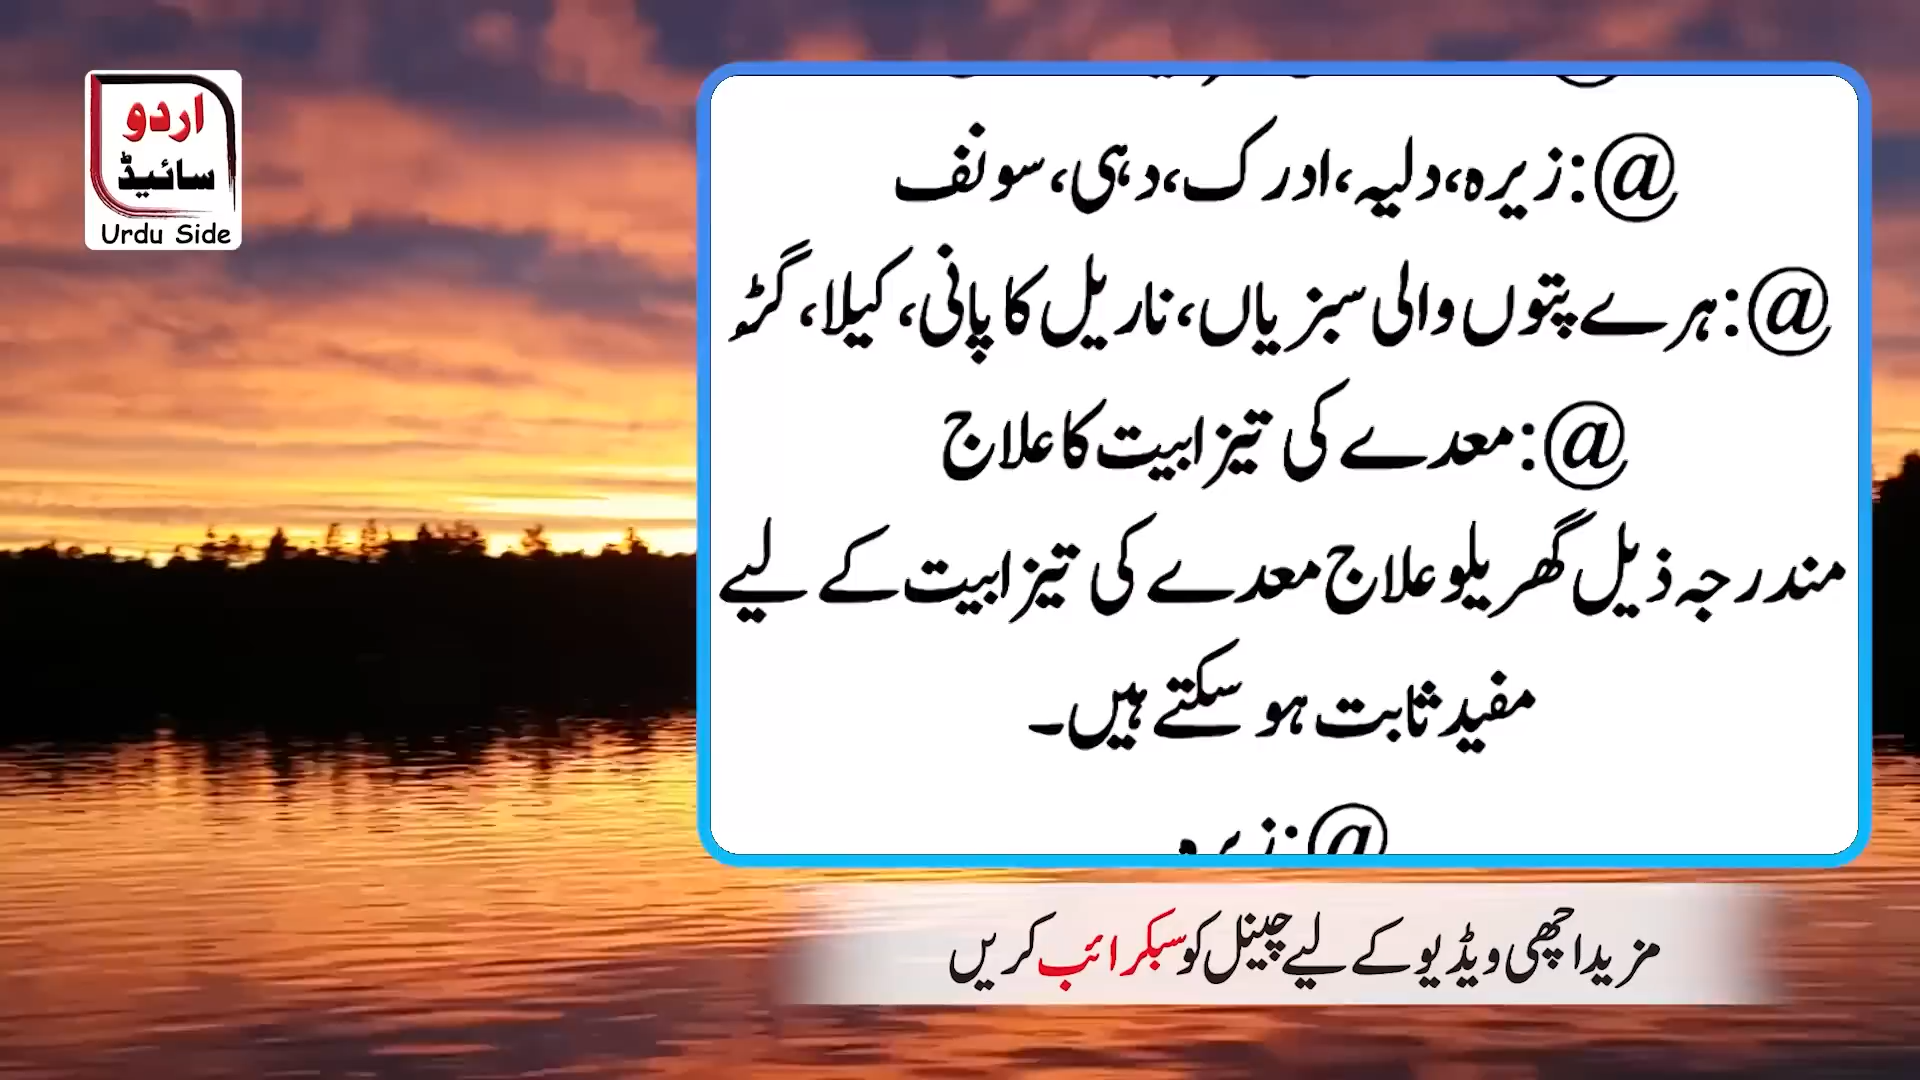 اردو
سائیڈ
Urdu Side
@:زیرہ،دلیہ،ادرک،دہی،سونف
@:ہرے پتوں والی سبزیاں،ناریل کا پانی،کیلا،گڑ
@:معدے کی تیزابیت کا علاج
مندرجہ ذیل گھریلو علاج معدے کی تیزابیت کے لیے
مفید ثابت ہو سکتے ہیں۔
@:زیرہ
مزید اچھی ویڈیو کے لیے چینل کو سبکرائب کریں